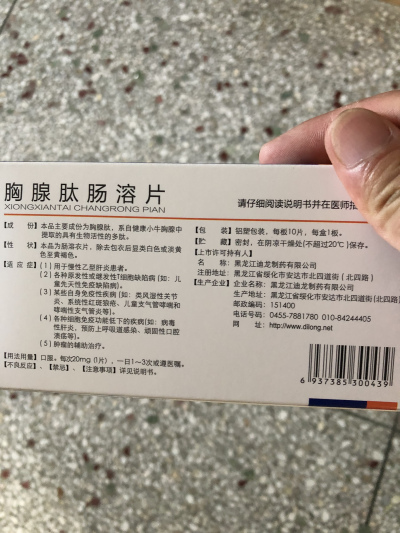 胸腺肽肠溶片
XIONGXIANTAI CHANGRONG PIAN
【成 份】本品主要成份为胸腺肽，系自健康小牛胸腺中
提取的具有生物活性的多肽。
【性 状】本品为肠溶衣片，除去包衣后显类白色或淡黄
色至黄褐色。
【适 应 症】(1)用于慢性乙型肝炎患者。
(2)各种原发性或继发性T细胞缺陷病(如：儿
童先天性免疫缺陷病)。
(3)某些自身免疫性疾病(如：类风湿性关节
炎、系统性红斑狼疮、儿童支气管哮喘和
哮喘性支气管炎等)。
(4)各种细胞免疫功能低下的疾病(如：病毒
性肝炎，预防上呼吸道感染、顽固性口腔
溃疡等)。
(5)肿瘤的辅助治疗。
【用法用量】口服。每次20mg(1片)，一日1~3次或遵医嘱。
【不良反应】、【禁忌】、【注意事项】详见说明书。
请仔细阅读说明书并在医师指
【包 装】铝塑包装，每板10片，每盒1板。
【贮 藏】密封，在阴凉干燥处(不超过20℃)保存。
【上市许可持有人】
名 称：黑龙江迪龙制药有限公司
注册地址：黑龙江省绥化市安达市北四道街(北四路)
【生产企业】企业名称：黑龙江迪龙制药有限公司
生产地址：黑龙江省绥化市安达市北四道街(北四路)
邮政编码：151400
电话号码：0455-7881780 010-84244405
网 址：http://www.dilong.net
6 937385 300439